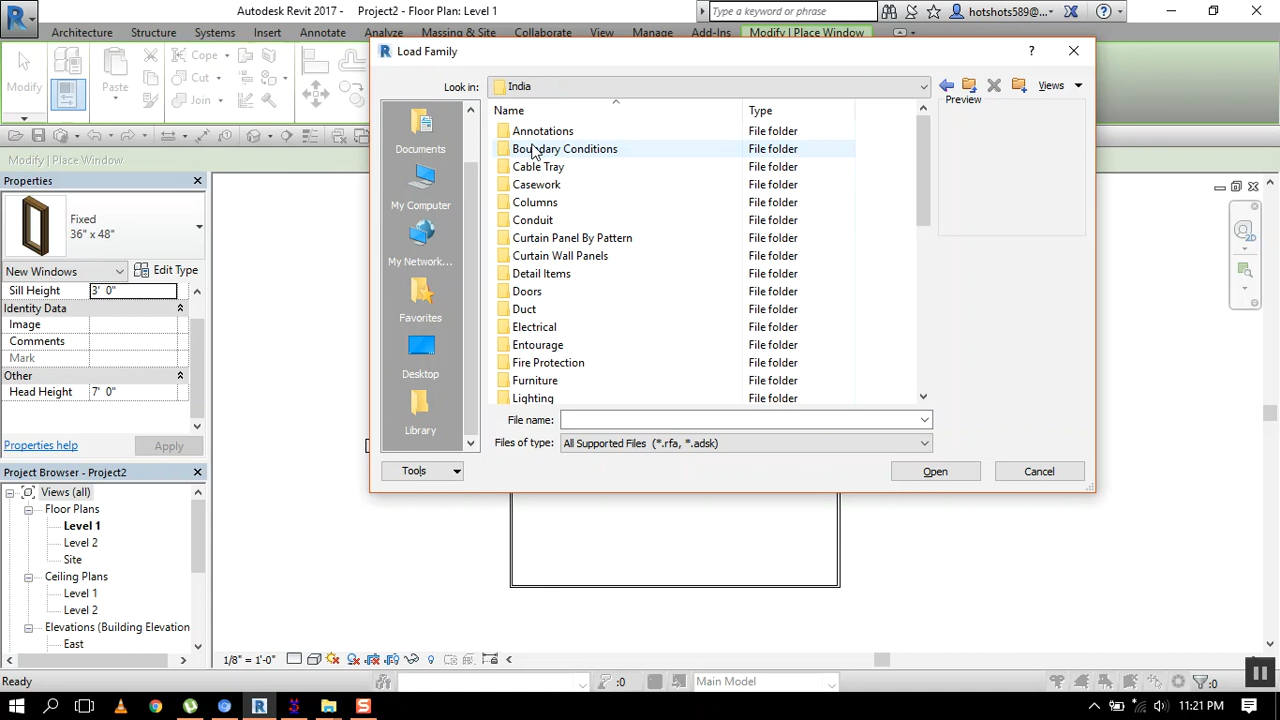 Autodesk Revit 2017 - Project2 - Floor Plan: Level 1
Type a keyword or phrase
hotshots589@...
Architecture Structure Systems Insert Annotate Analyze Massing & Site Collaborate View Manage Add-Ins Modify | Place Window
Modify
Paste
Cope
Cut
Join
Modify | Place Window
Properties
Fixed
36" x 48"
New Windows
Edit Type
Sill Height 3' 0"
Identity Data
Image
Comments
Mark
Other
Head Height 7' 0"
Properties help
Apply
Project Browser - Project2
Views (all)
Floor Plans
Level 1
Level 2
Site
Ceiling Plans
Level 1
Level 2
Elevations (Building Elevation
East
Load Family
Look in: India
Views
Preview
Documents
My Computer
My Network...
Favorites
Desktop
Library
Name Type
Annotations File folder
Boundary Conditions File folder
Cable Tray File folder
Casework File folder
Columns File folder
Conduit File folder
Curtain Panel By Pattern File folder
Curtain Wall Panels File folder
Detail Items File folder
Doors File folder
Duct File folder
Electrical File folder
Entourage File folder
Fire Protection File folder
Furniture File folder
Lighting File folder
File name:
Files of type: All Supported Files (*.rfa, *.adsk)
Tools
Open
Cancel
1/8" = 1'-0"
Ready
:0
Main Model
:0
11:21 PM